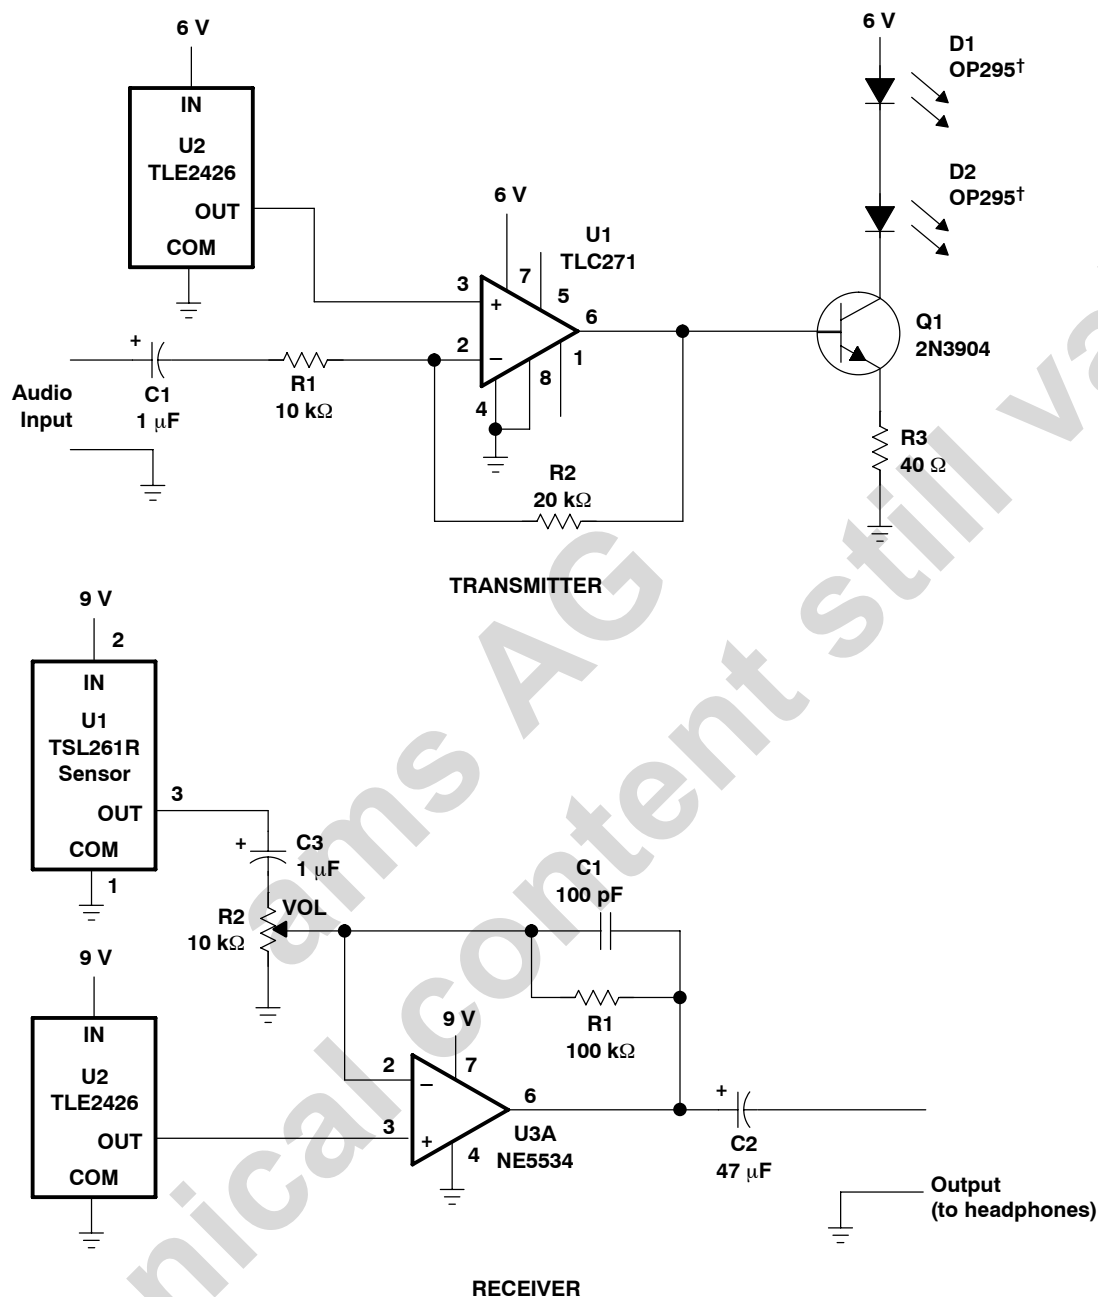 6 V
IN
U2
TLE2426
OUT
COM
6 V
D1
OP295†
D2
OP295†
U1
TLC271
3
+
7
5
6
2
−
8
1
4
Q1
2N3904
Audio
Input
+
C1
1 μF
R1
10 kΩ
6 V
R2
20 kΩ
R3
40 Ω
TRANSMITTER
9 V
2
IN
U1
TSL261R
Sensor
OUT
3
COM
1
+
C3
1 μF
R2
10 kΩ
VOL
C1
100 pF
R1
100 kΩ
9 V
IN
U2
TLE2426
OUT
COM
9 V
2
−
7
6
3
+
4
U3A
NE5534
+
C2
47 μF
Output
(to headphones)
RECEIVER
ams AG
nical content still va